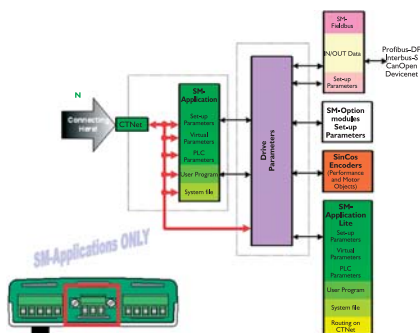 SM-
Fieldbus
IN/OUT Data
Set-up
Parameters
Profibus-DP
Interbus-S
CanOpen
Devicenet
N
Connecting
Here!
CTNet
SM-
Application
Set-up
Parameters
Virtual
Parameters
PLC
Parameters
User Program
System file
Drive
Parameters
SM-Option
modules
Set-up
Parameters
SinCos
Encoders
(Performance
and Motor
Objects)
SM-
Application
Lite
Set-up
Parameters
Virtual
Parameters
PLC
Parameters
User Program
System file
Routing on
CTNet
SM-Applications ONLY